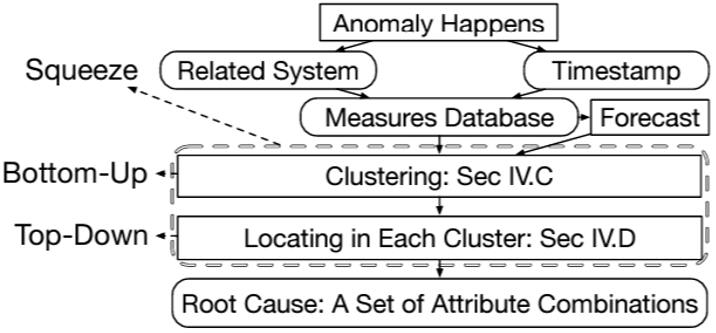 Anomaly Happens
Squeeze
Related System
Timestamp
Measures Database
Forecast
Bottom-Up
Clustering: Sec IV.C
Top-Down
Locating in Each Cluster: Sec IV.D
Root Cause: A Set of Attribute Combinations